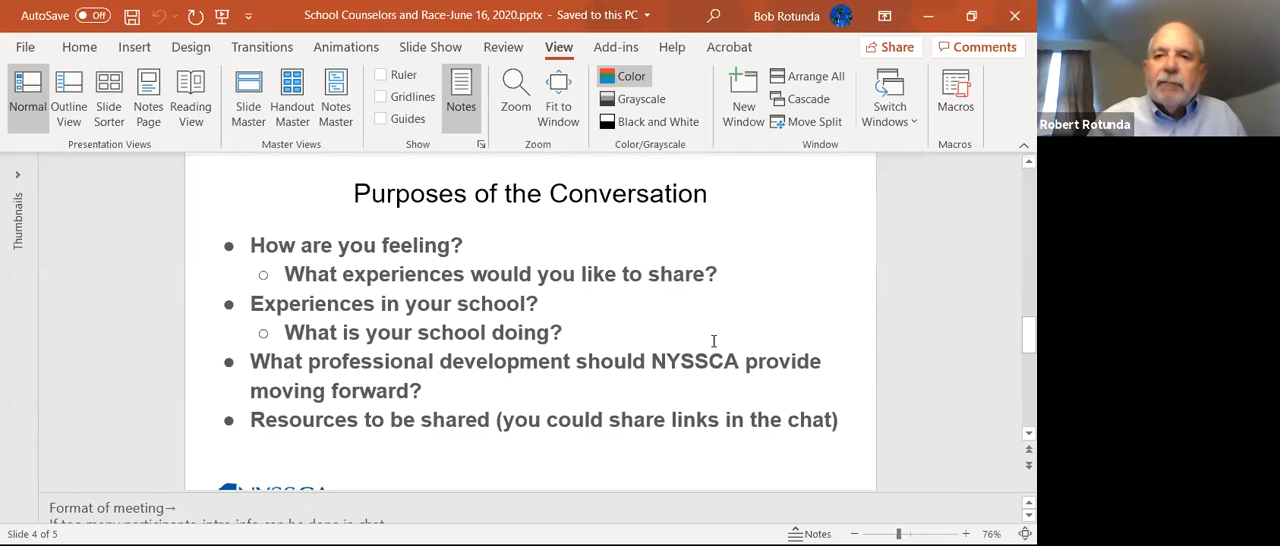 AutoSave Off School Counselors and Race-June 16, 2020.pptx - Saved to this PC Bob Rotunda
File Home Insert Design Transitions Animations Slide Show Review View Add-ins Help Acrobat Share Comments
Normal Outline View Slide Sorter Notes Page Reading View
Presentation Views
Slide Master Handout Master Notes Master
Master Views
Ruler
Gridlines
Guides
Notes
Show
Zoom Fit to Window
Zoom
Color
Grayscale
Black and White
Color/Grayscale
New Window
Arrange All
Cascade
Move Split
Switch Windows
Window
Macros
Macros
Robert Rotunda
Thumbnails
Purposes of the Conversation
● How are you feeling?
○ What experiences would you like to share?
● Experiences in your school?
○ What is your school doing?
● What professional development should NYSSCA provide
moving forward?
● Resources to be shared (you could share links in the chat)
NYSSCA
Format of meeting→
If too many participants intro info can be done in chat
Slide 4 of 5 Notes 76%